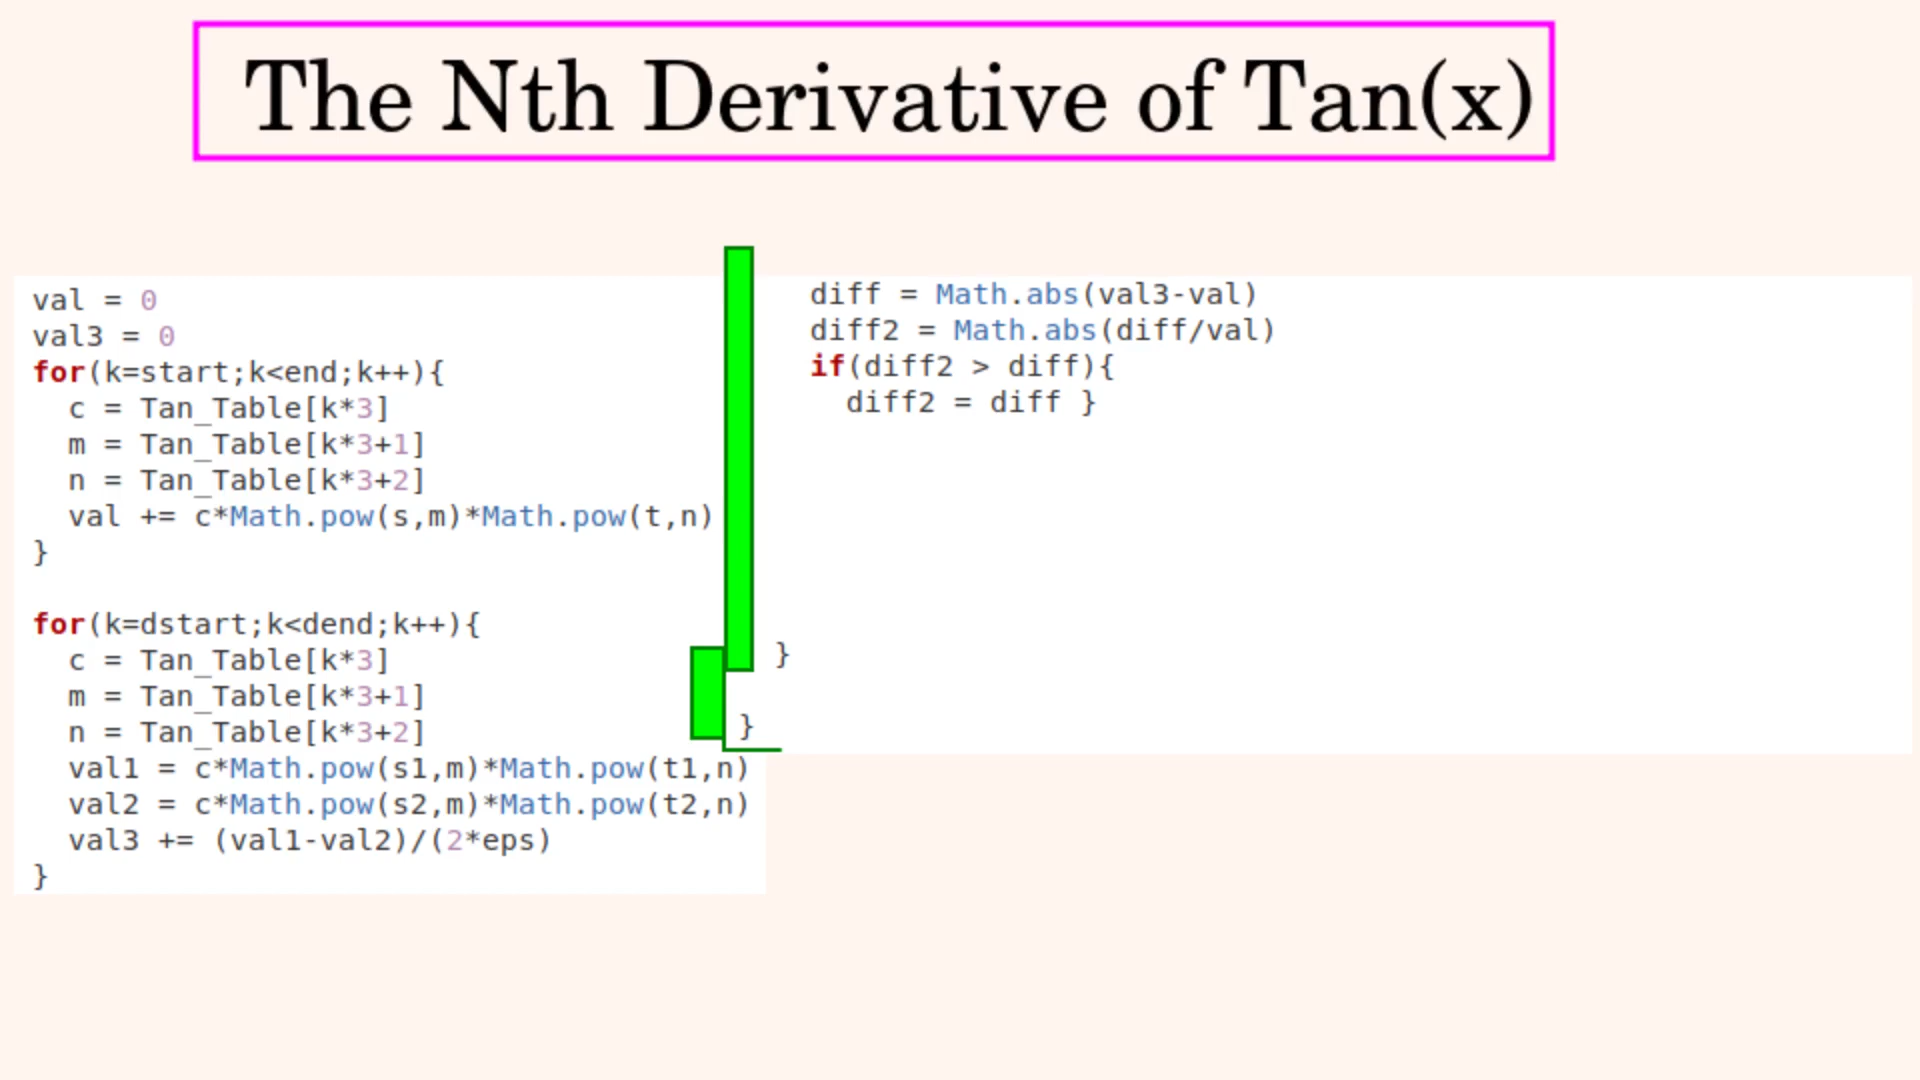 The Nth Derivative of Tan(x)
val = 0
val3 = 0
for(k=start;k<end;k++){
  c = Tan_Table[k*3]
  m = Tan_Table[k*3+1]
  n = Tan_Table[k*3+2]
  val += c*Math.pow(s,m)*Math.pow(t,n)
}
for(k=dstart;k<dend;k++){
  c = Tan_Table[k*3]
  m = Tan_Table[k*3+1]
  n = Tan_Table[k*3+2]
  val1 = c*Math.pow(s1,m)*Math.pow(t1,n)
  val2 = c*Math.pow(s2,m)*Math.pow(t2,n)
  val3 += (val1-val2)/(2*eps)
}
diff = Math.abs(val3-val)
diff2 = Math.abs(diff/val)
if(diff2 > diff){
  diff2 = diff }
}
}